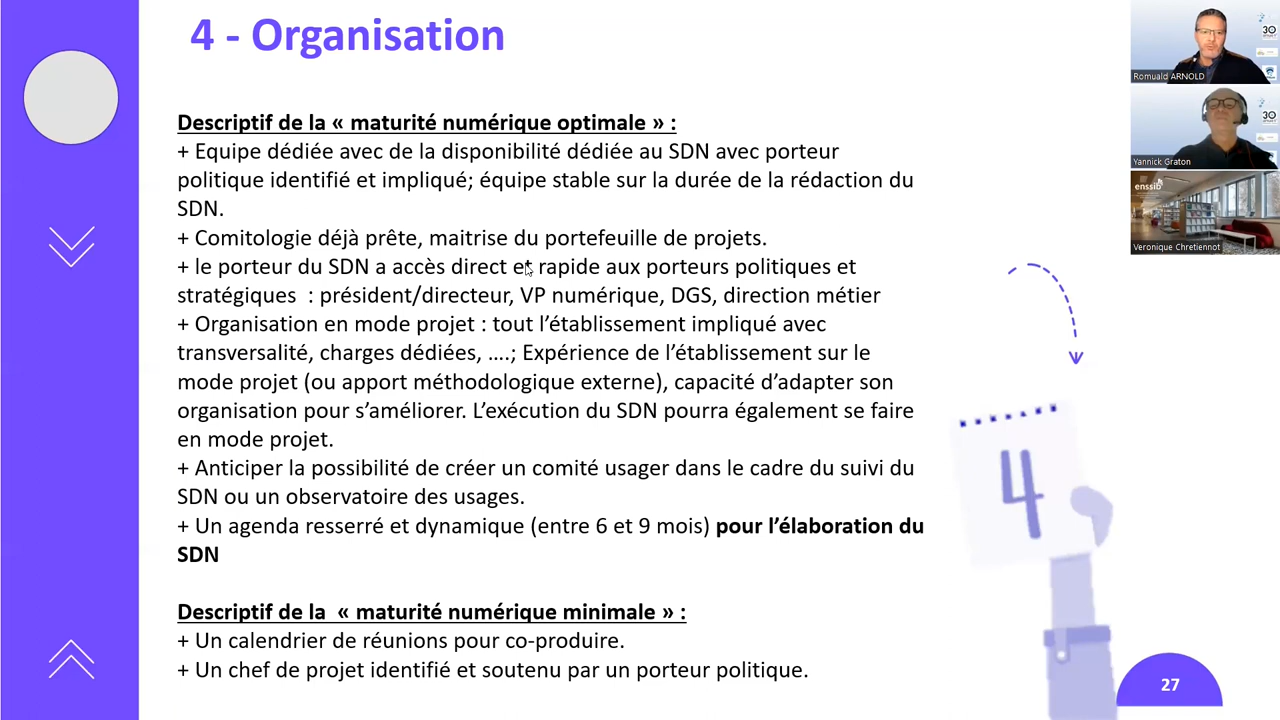 4 - Organisation
Descriptif de la « maturité numérique optimale » :
+ Equipe dédiée avec de la disponibilité dédiée au SDN avec porteur
politique identifié et impliqué; équipe stable sur la durée de la rédaction du
SDN.
+ Comitologie déjà prête, maitrise du portefeuille de projets.
+ le porteur du SDN a accès direct et rapide aux porteurs politiques et
stratégiques : président/directeur, VP numérique, DGS, direction métier
+ Organisation en mode projet : tout l’établissement impliqué avec
transversalité, charges dédiées, ….; Expérience de l’établissement sur le
mode projet (ou apport méthodologique externe), capacité d’adapter son
organisation pour s’améliorer. L’exécution du SDN pourra également se faire
en mode projet.
+ Anticiper la possibilité de créer un comité usager dans le cadre du suivi du
SDN ou un observatoire des usages.
+ Un agenda resserré et dynamique (entre 6 et 9 mois) pour l’élaboration du
SDN
Descriptif de la « maturité numérique minimale » :
+ Un calendrier de réunions pour co-produire.
+ Un chef de projet identifié et soutenu par un porteur politique.
4
27
30
Romuald ARNOLD
30
Yannick Graton
enssib
Veronique Chretiennot